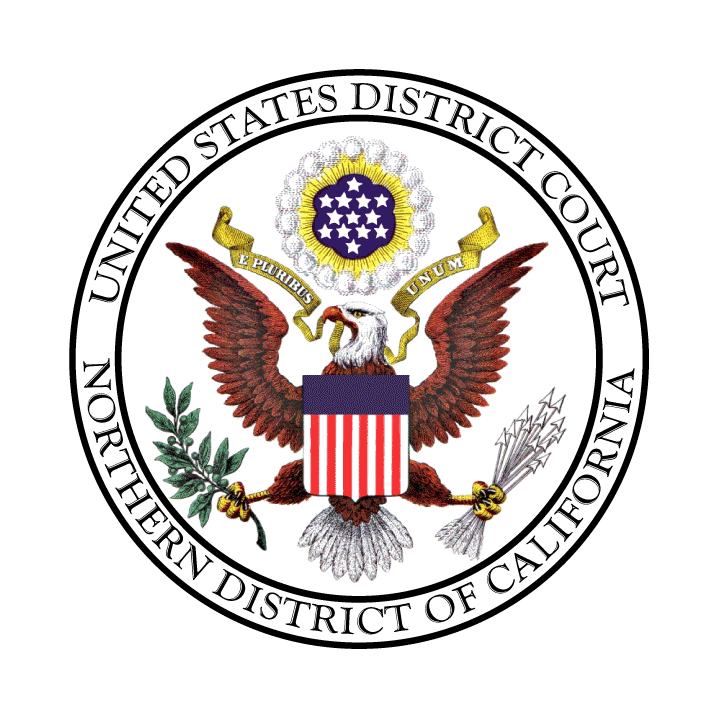 UNITED STATES DISTRICT COURT
E PLURIBUS UNUM
NORTHERN DISTRICT OF CALIFORNIA